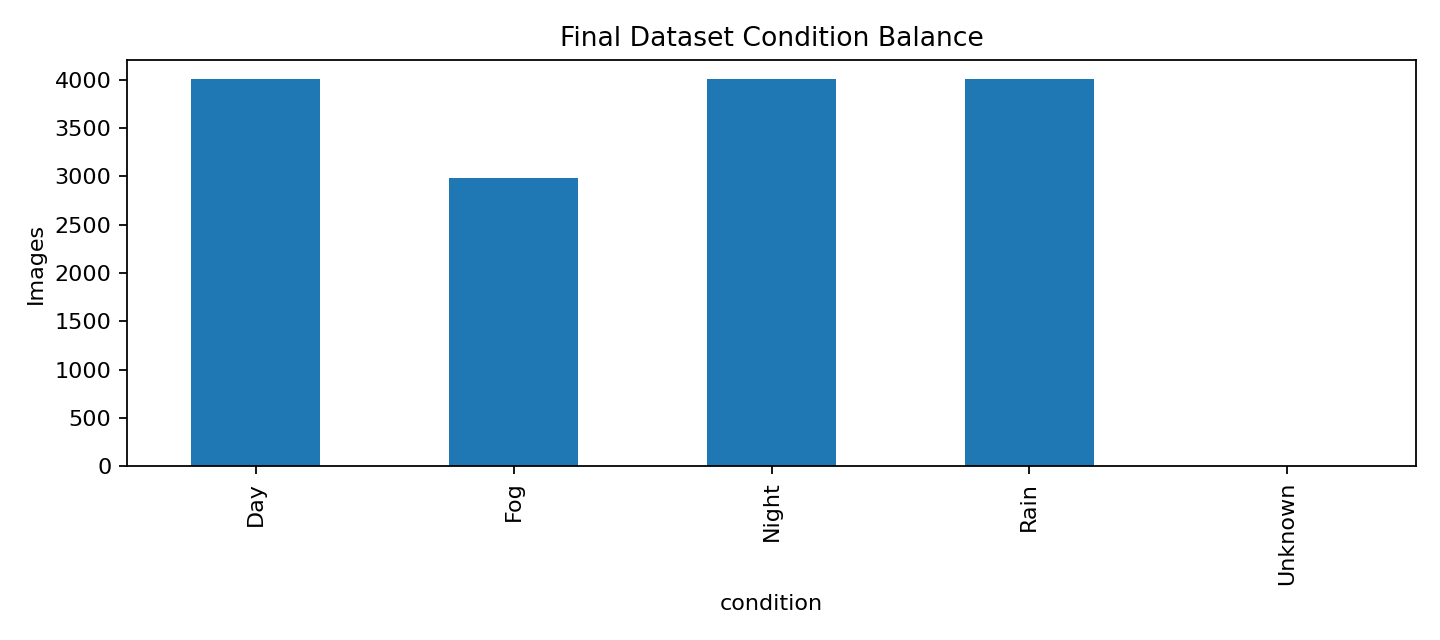 Final Dataset Condition Balance
Images
4000
3500
3000
2500
2000
1500
1000
500
0
Day
Fog
Night
Rain
Unknown
condition